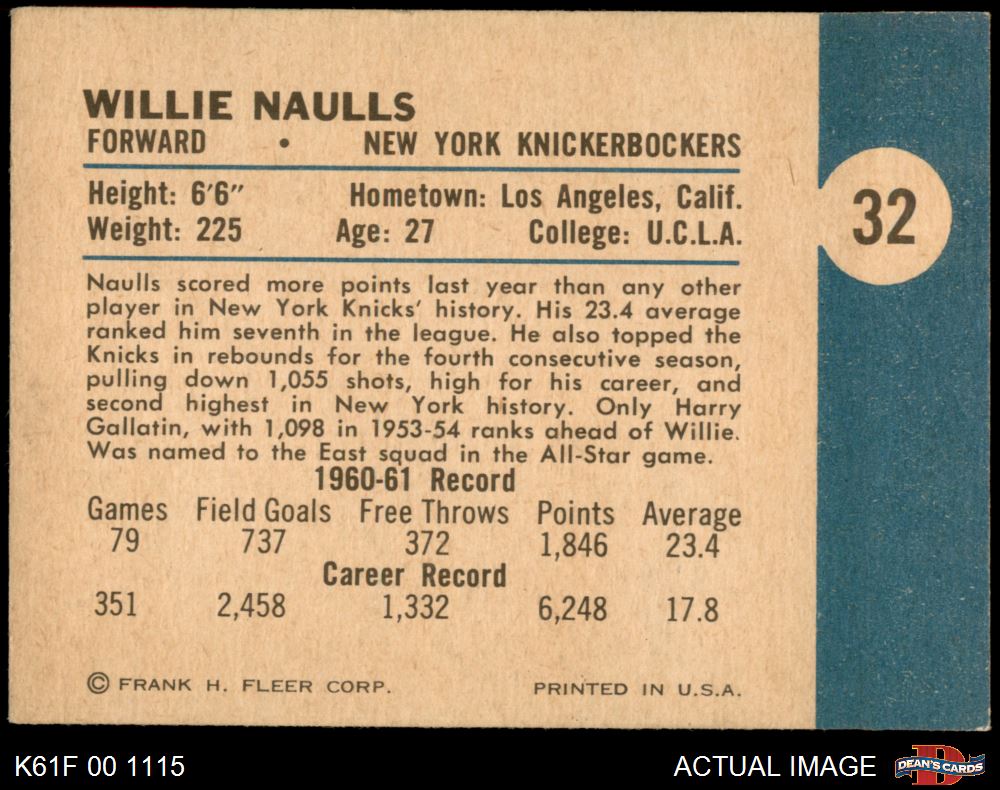 WILLIE NAULLS
FORWARD • NEW YORK KNICKERBOCKERS
Height: 6'6" Hometown: Los Angeles, Calif.
Weight: 225 Age: 27 College: U.C.L.A.
32
Naulls scored more points last year than any other
player in New York Knicks' history. His 23.4 average
ranked him seventh in the league. He also topped the
Knicks in rebounds for the fourth consecutive season,
pulling down 1,055 shots, high for his career, and
second highest in New York history. Only Harry
Gallatin, with 1,098 in 1953-54 ranks ahead of Willie.
Was named to the East squad in the All-Star game.
1960-61 Record
Games Field Goals Free Throws Points Average
79 737 372 1,846 23.4
Career Record
351 2,458 1,332 6,248 17.8
© FRANK H. FLEER CORP. PRINTED IN U.S.A.
K61F 00 1115 ACTUAL IMAGE D DEAN'S CARDS